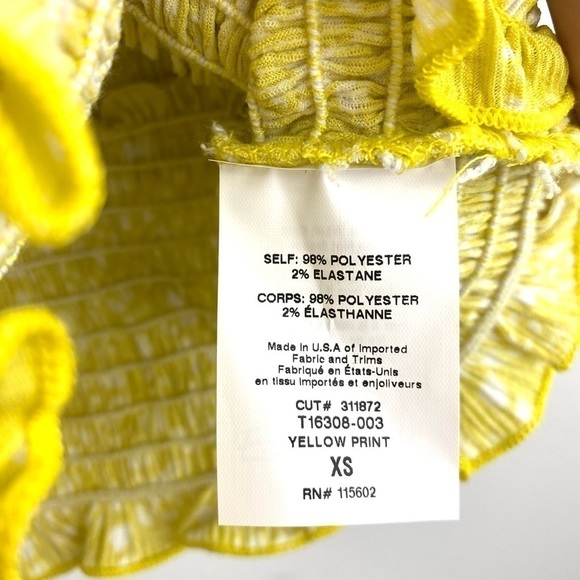 SELF: 98% POLYESTER
2% ELASTANE
CORPS: 98% POLYESTER
2% ÉLASTHANNE
Made in U.S.A of Imported
Fabric and Trims
Fabriqué en États-Unis
en tissu importés et enjoliveurs
CUT# 311872
T16308-003
YELLOW PRINT
XS
RN# 115602